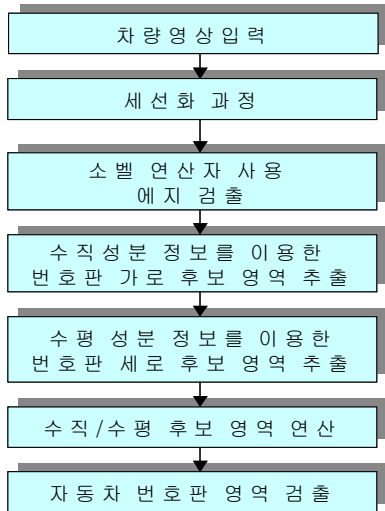 차량영상입력
세선화 과정
소벨 연산자 사용
에지 검출
수직성분 정보를 이용한
번호판 가로 후보 영역 추출
수평 성분 정보를 이용한
번호판 세로 후보 영역 추출
수직/수평 후보 영역 연산
자동차 번호판 영역 검출